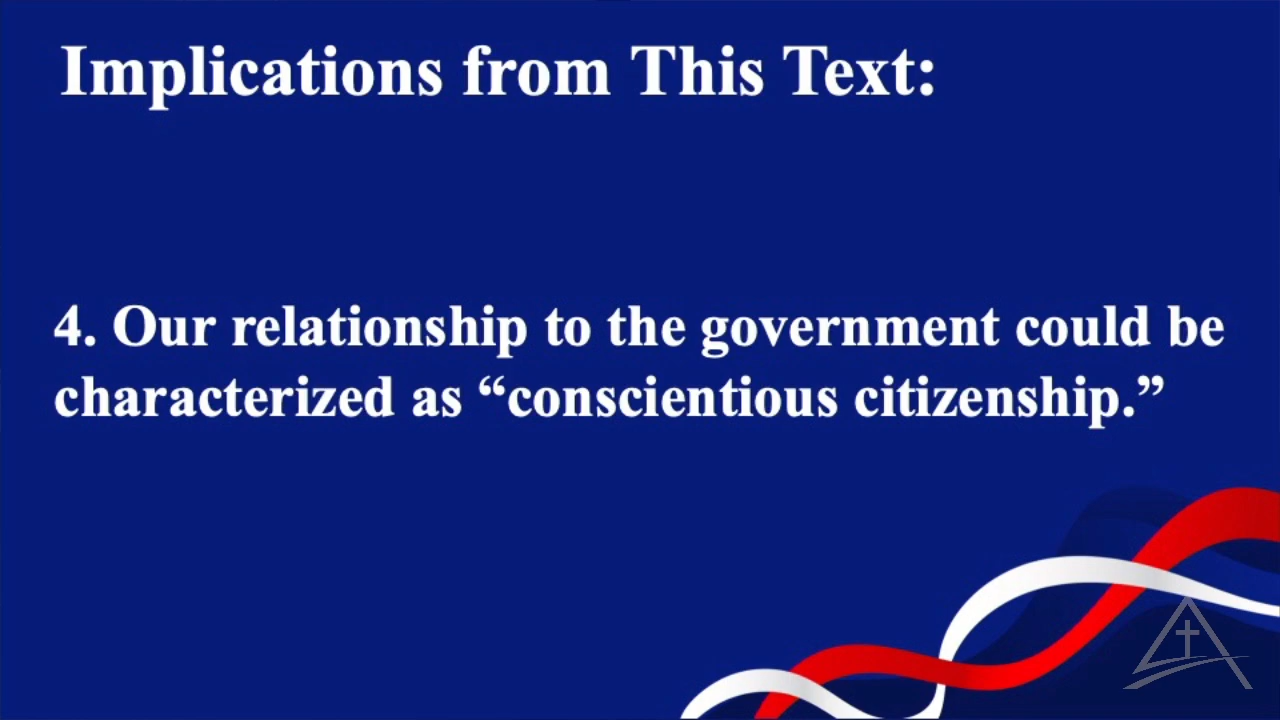 Implications from This Text:
4. Our relationship to the government could be
characterized as “conscientious citizenship.”